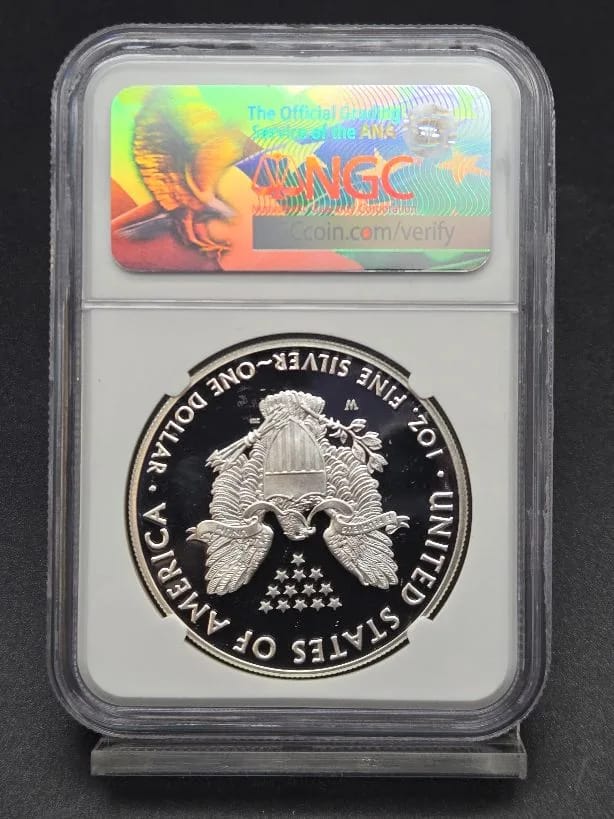 The Official Grading
Service of the ANA
NGC
Ccoin.com/verify
UNITED STATES OF AMERICA
1 OZ. FINE SILVER~ONE DOLLAR
W